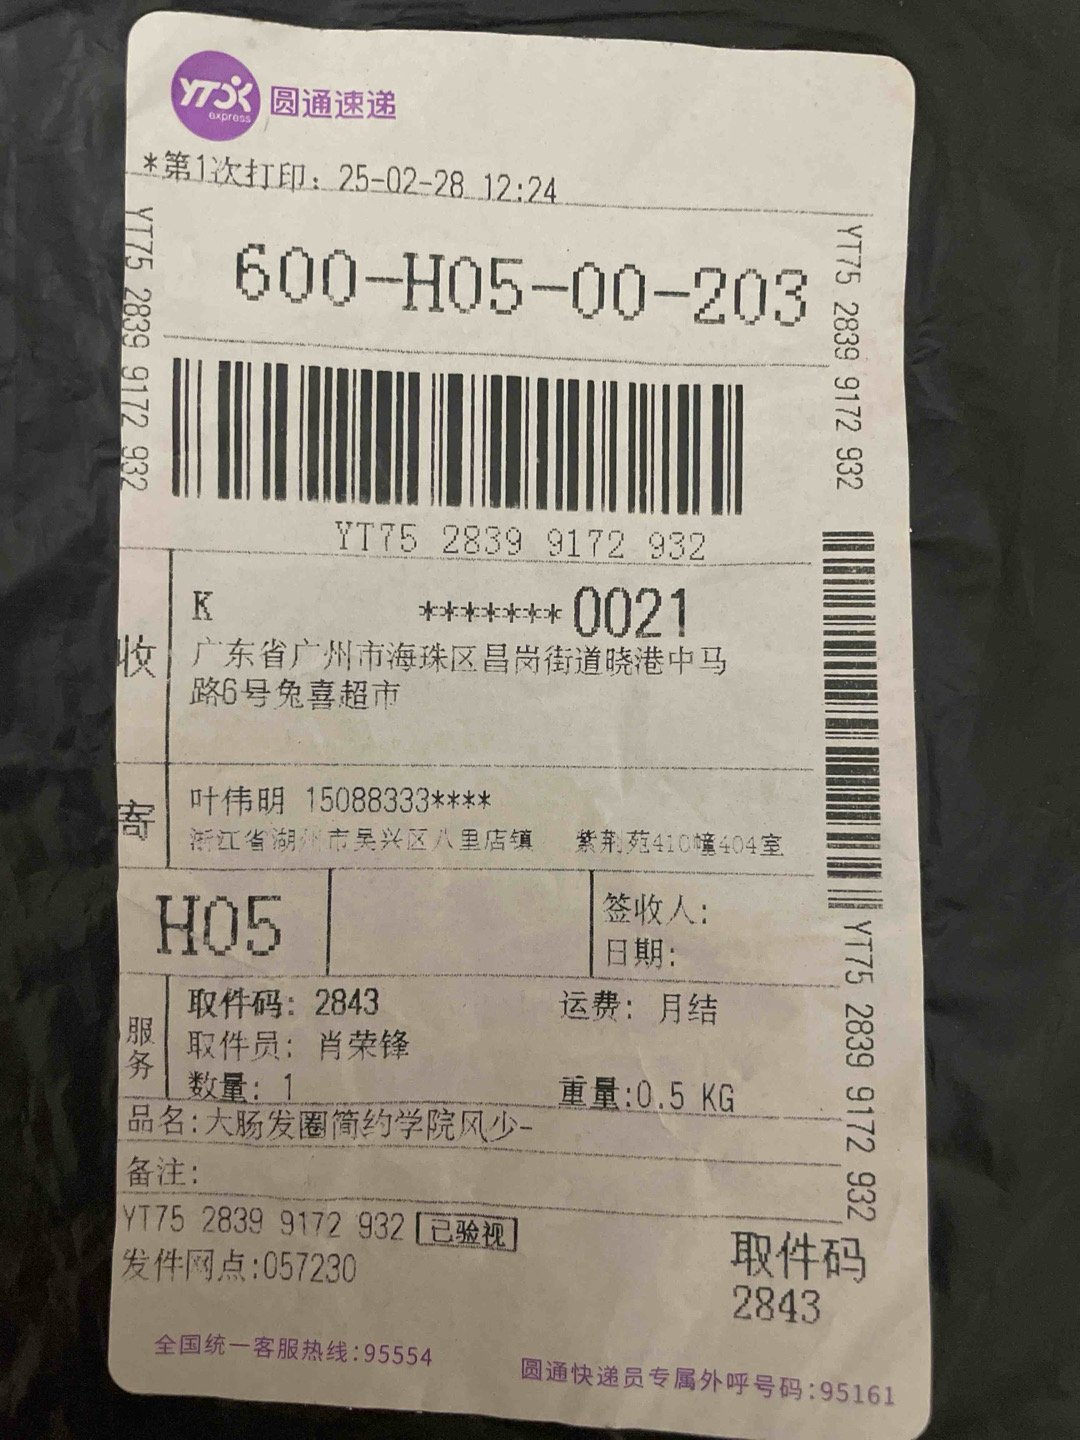 YTO express 圆通速递
*第1次打印: 25-02-28 12:24
600-H05-00-203
YT75 2839 9172 932
YT75 2839 9172 932
YT75 2839 9172 932
收
K *******0021
广东省广州市海珠区昌岗街道晓港中马
路6号兔喜超市
寄
叶伟明 15088333****
浙江省湖州市吴兴区八里店镇 紫荆苑410幢404室
H05
签收人:
日期:
服务
取件码: 2843 运费: 月结
取件员: 肖荣锋
数量: 1 重量:0.5 KG
品名:大肠发圈简约学院风少-
备注:
YT75 2839 9172 932
YT75 2839 9172 932 已验视
发件网点:057230
取件码
2843
全国统一客服热线:95554
圆通快递员专属外呼号码:95161